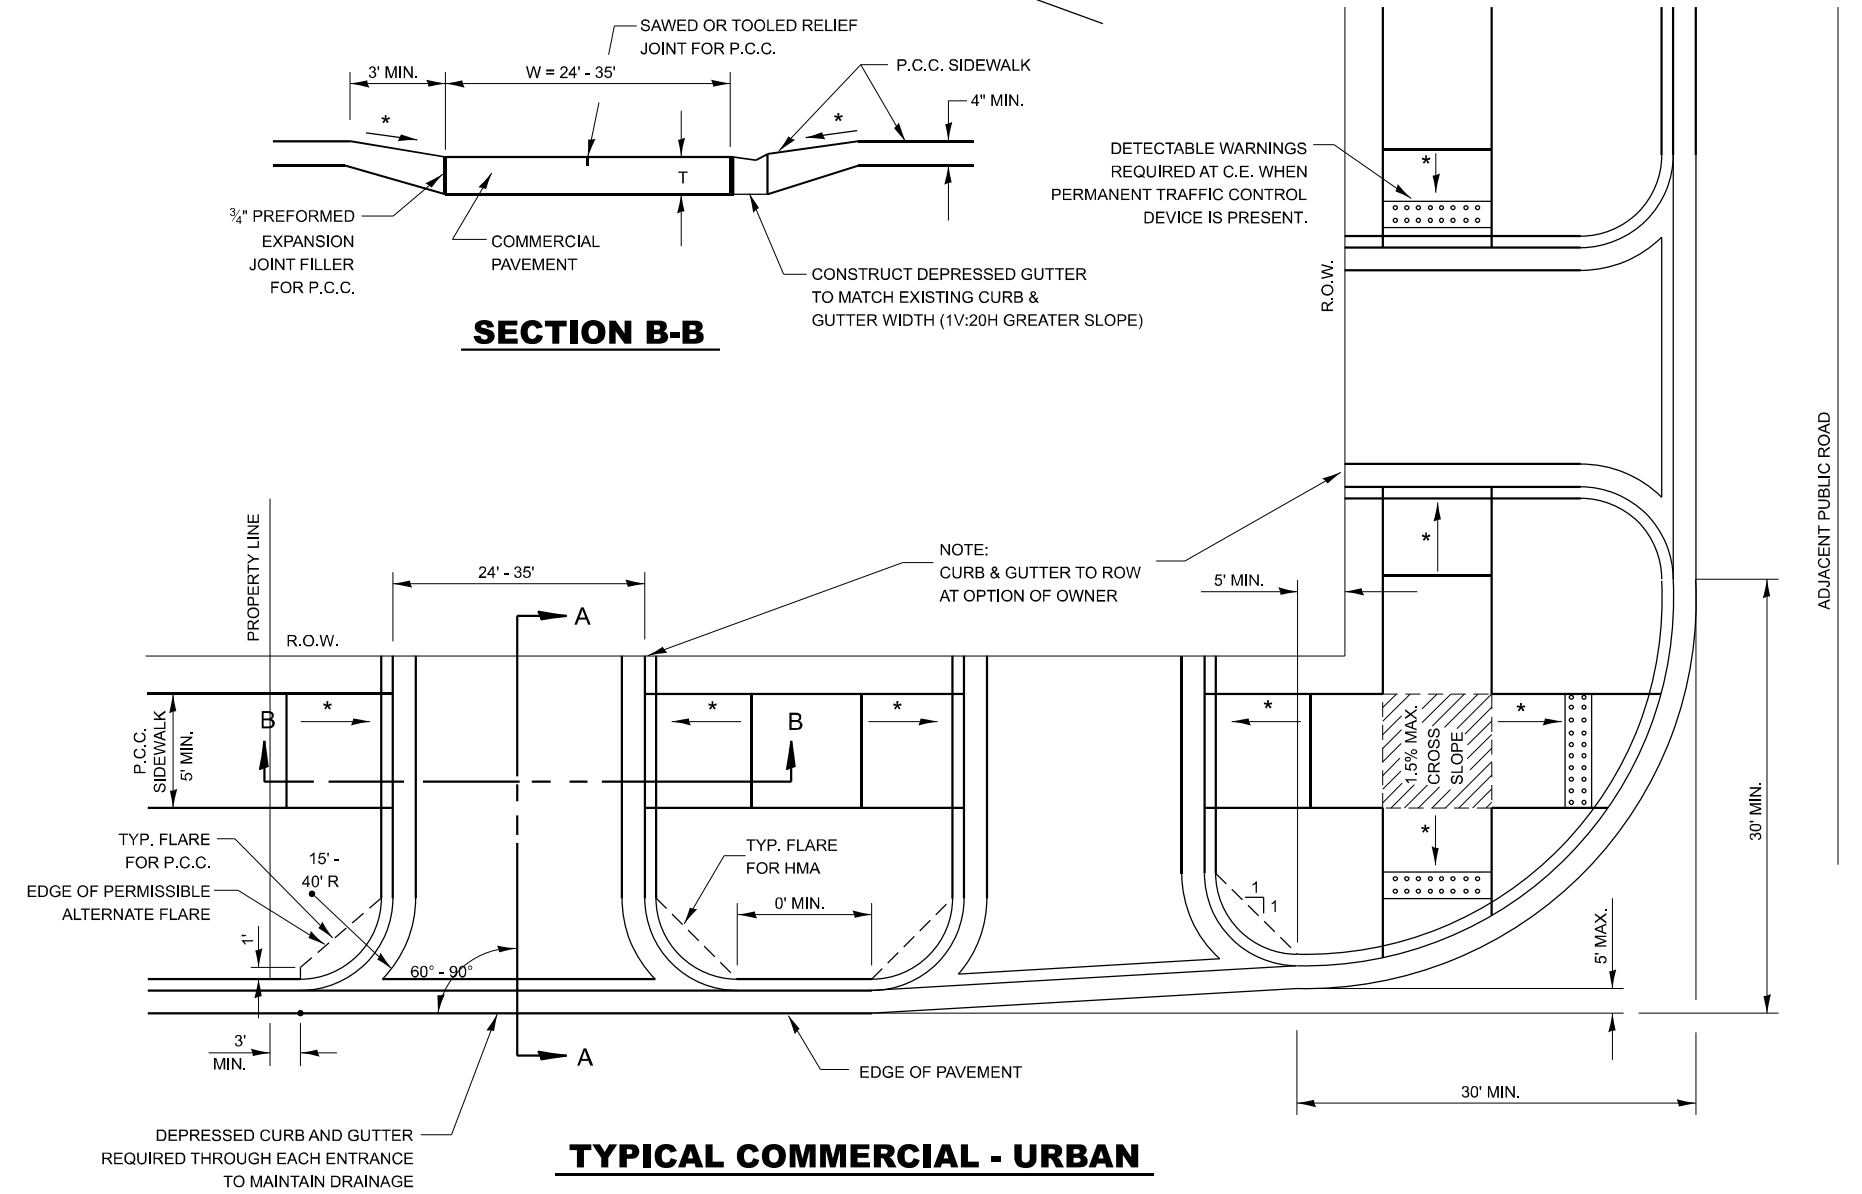 SAWED OR TOOLED RELIEF
JOINT FOR P.C.C.
3' MIN.
W = 24' - 35'
P.C.C. SIDEWALK
4" MIN.
*
*
T
¾" PREFORMED
EXPANSION
JOINT FILLER
FOR P.C.C.
COMMERCIAL
PAVEMENT
CONSTRUCT DEPRESSED GUTTER
TO MATCH EXISTING CURB &
GUTTER WIDTH (1V:20H GREATER SLOPE)
SECTION B-B
DETECTABLE WARNINGS
REQUIRED AT C.E. WHEN
PERMANENT TRAFFIC CONTROL
DEVICE IS PRESENT.
*
R.O.W.
ADJACENT PUBLIC ROAD
*
NOTE:
CURB & GUTTER TO ROW
AT OPTION OF OWNER
5' MIN.
PROPERTY LINE
24' - 35'
A
R.O.W.
P.C.C.
SIDEWALK
5' MIN.
B
*
*
B
*
*
1.5% MAX.
CROSS
SLOPE
*
*
30' MIN.
TYP. FLARE
FOR P.C.C.
15' -
40' R
EDGE OF PERMISSIBLE
ALTERNATE FLARE
TYP. FLARE
FOR HMA
0' MIN.
1
1
1'
60° - 90°
5' MAX.
3'
MIN.
A
EDGE OF PAVEMENT
30' MIN.
DEPRESSED CURB AND GUTTER
REQUIRED THROUGH EACH ENTRANCE
TO MAINTAIN DRAINAGE
TYPICAL COMMERCIAL - URBAN